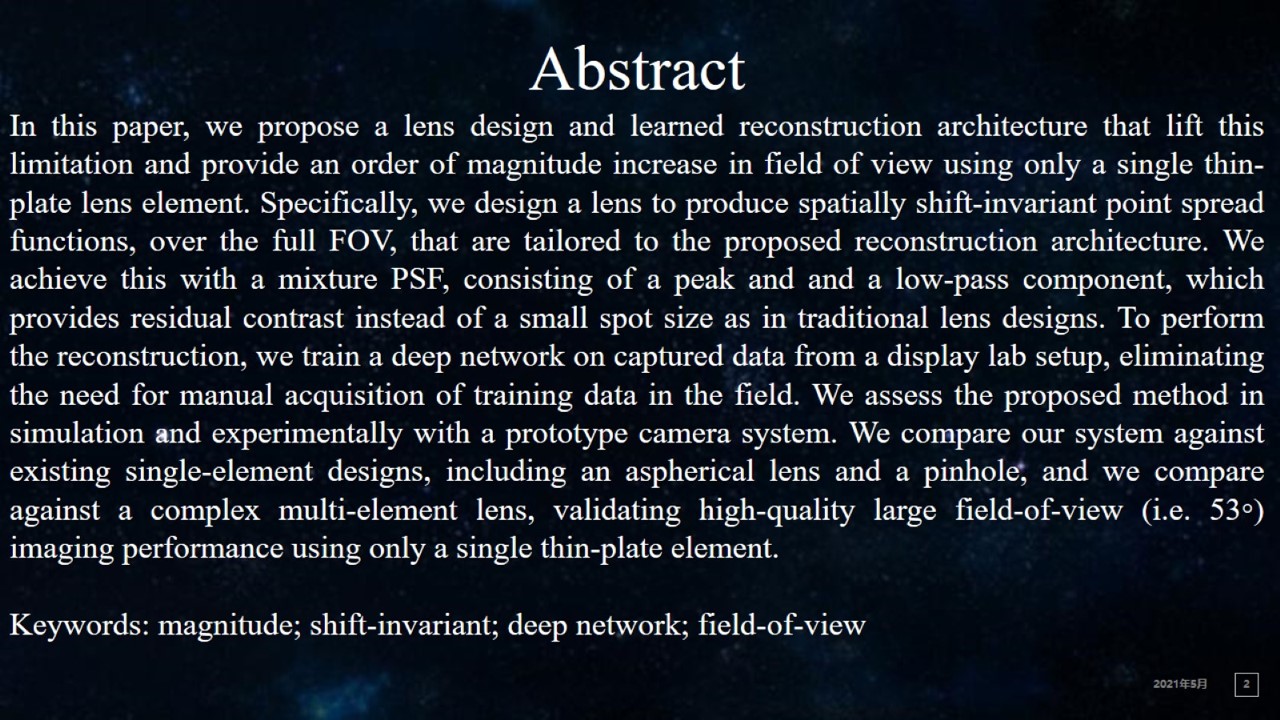 Abstract
In this paper, we propose a lens design and learned reconstruction architecture that lift this
limitation and provide an order of magnitude increase in field of view using only a single thin-
plate lens element. Specifically, we design a lens to produce spatially shift-invariant point spread
functions, over the full FOV, that are tailored to the proposed reconstruction architecture. We
achieve this with a mixture PSF, consisting of a peak and and a low-pass component, which
provides residual contrast instead of a small spot size as in traditional lens designs. To perform
the reconstruction, we train a deep network on captured data from a display lab setup, eliminating
the need for manual acquisition of training data in the field. We assess the proposed method in
simulation and experimentally with a prototype camera system. We compare our system against
existing single-element designs, including an aspherical lens and a pinhole, and we compare
against a complex multi-element lens, validating high-quality large field-of-view (i.e. 53°)
imaging performance using only a single thin-plate element.
Keywords: magnitude; shift-invariant; deep network; field-of-view
2021年5月
2